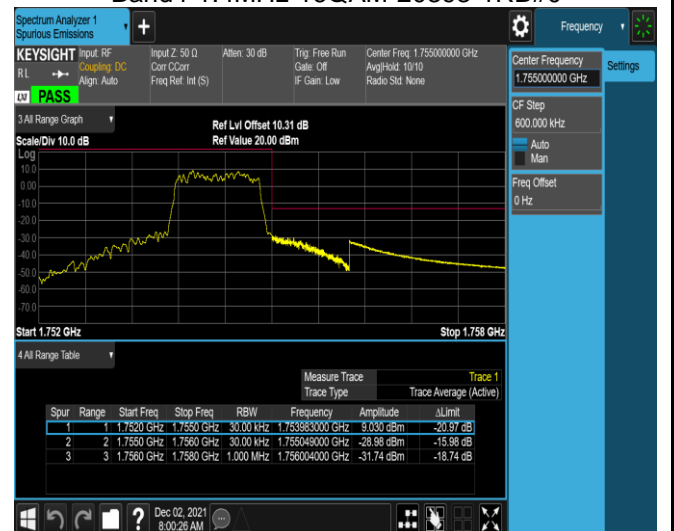 Spectrum Analyzer 1
Spurious Emissions
Frequency
KEYSIGHT
RL
Input: RF
Coupling: DC
Align: Auto
Input Z: 50 Ω
Corr CCorr
Freq Ref: Int (S)
Atten: 30 dB
Trig: Free Run
Gate: Off
IF Gain: Low
Center Freq: 1.755000000 GHz
Avg|Hold: 10/10
Radio Std: None
LXI PASS
Center Frequency
1.755000000 GHz
Settings
CF Step
600.000 kHz
Auto
Man
Freq Offset
0 Hz
3 All Range Graph
Scale/Div 10.0 dB
Ref Lvl Offset 10.31 dB
Ref Value 20.00 dBm
Log
10.0
0.00
-10.0
-20.0
-30.0
-40.0
-50.0
-60.0
-70.0
Start 1.752 GHz
Stop 1.758 GHz
4 All Range Table
Measure Trace Trace 1
Trace Type Trace Average (Active)
Spur Range Start Freq Stop Freq RBW Frequency Amplitude ΔLimit
1 1 1.7520 GHz 1.7550 GHz 30.00 kHz 1.753983000 GHz 9.030 dBm -20.97 dB
2 2 1.7550 GHz 1.7560 GHz 30.00 kHz 1.755049000 GHz -28.98 dBm -15.98 dB
3 3 1.7560 GHz 1.7580 GHz 1.000 MHz 1.756004000 GHz -31.74 dBm -18.74 dB
Dec 02, 2021
8:00:26 AM